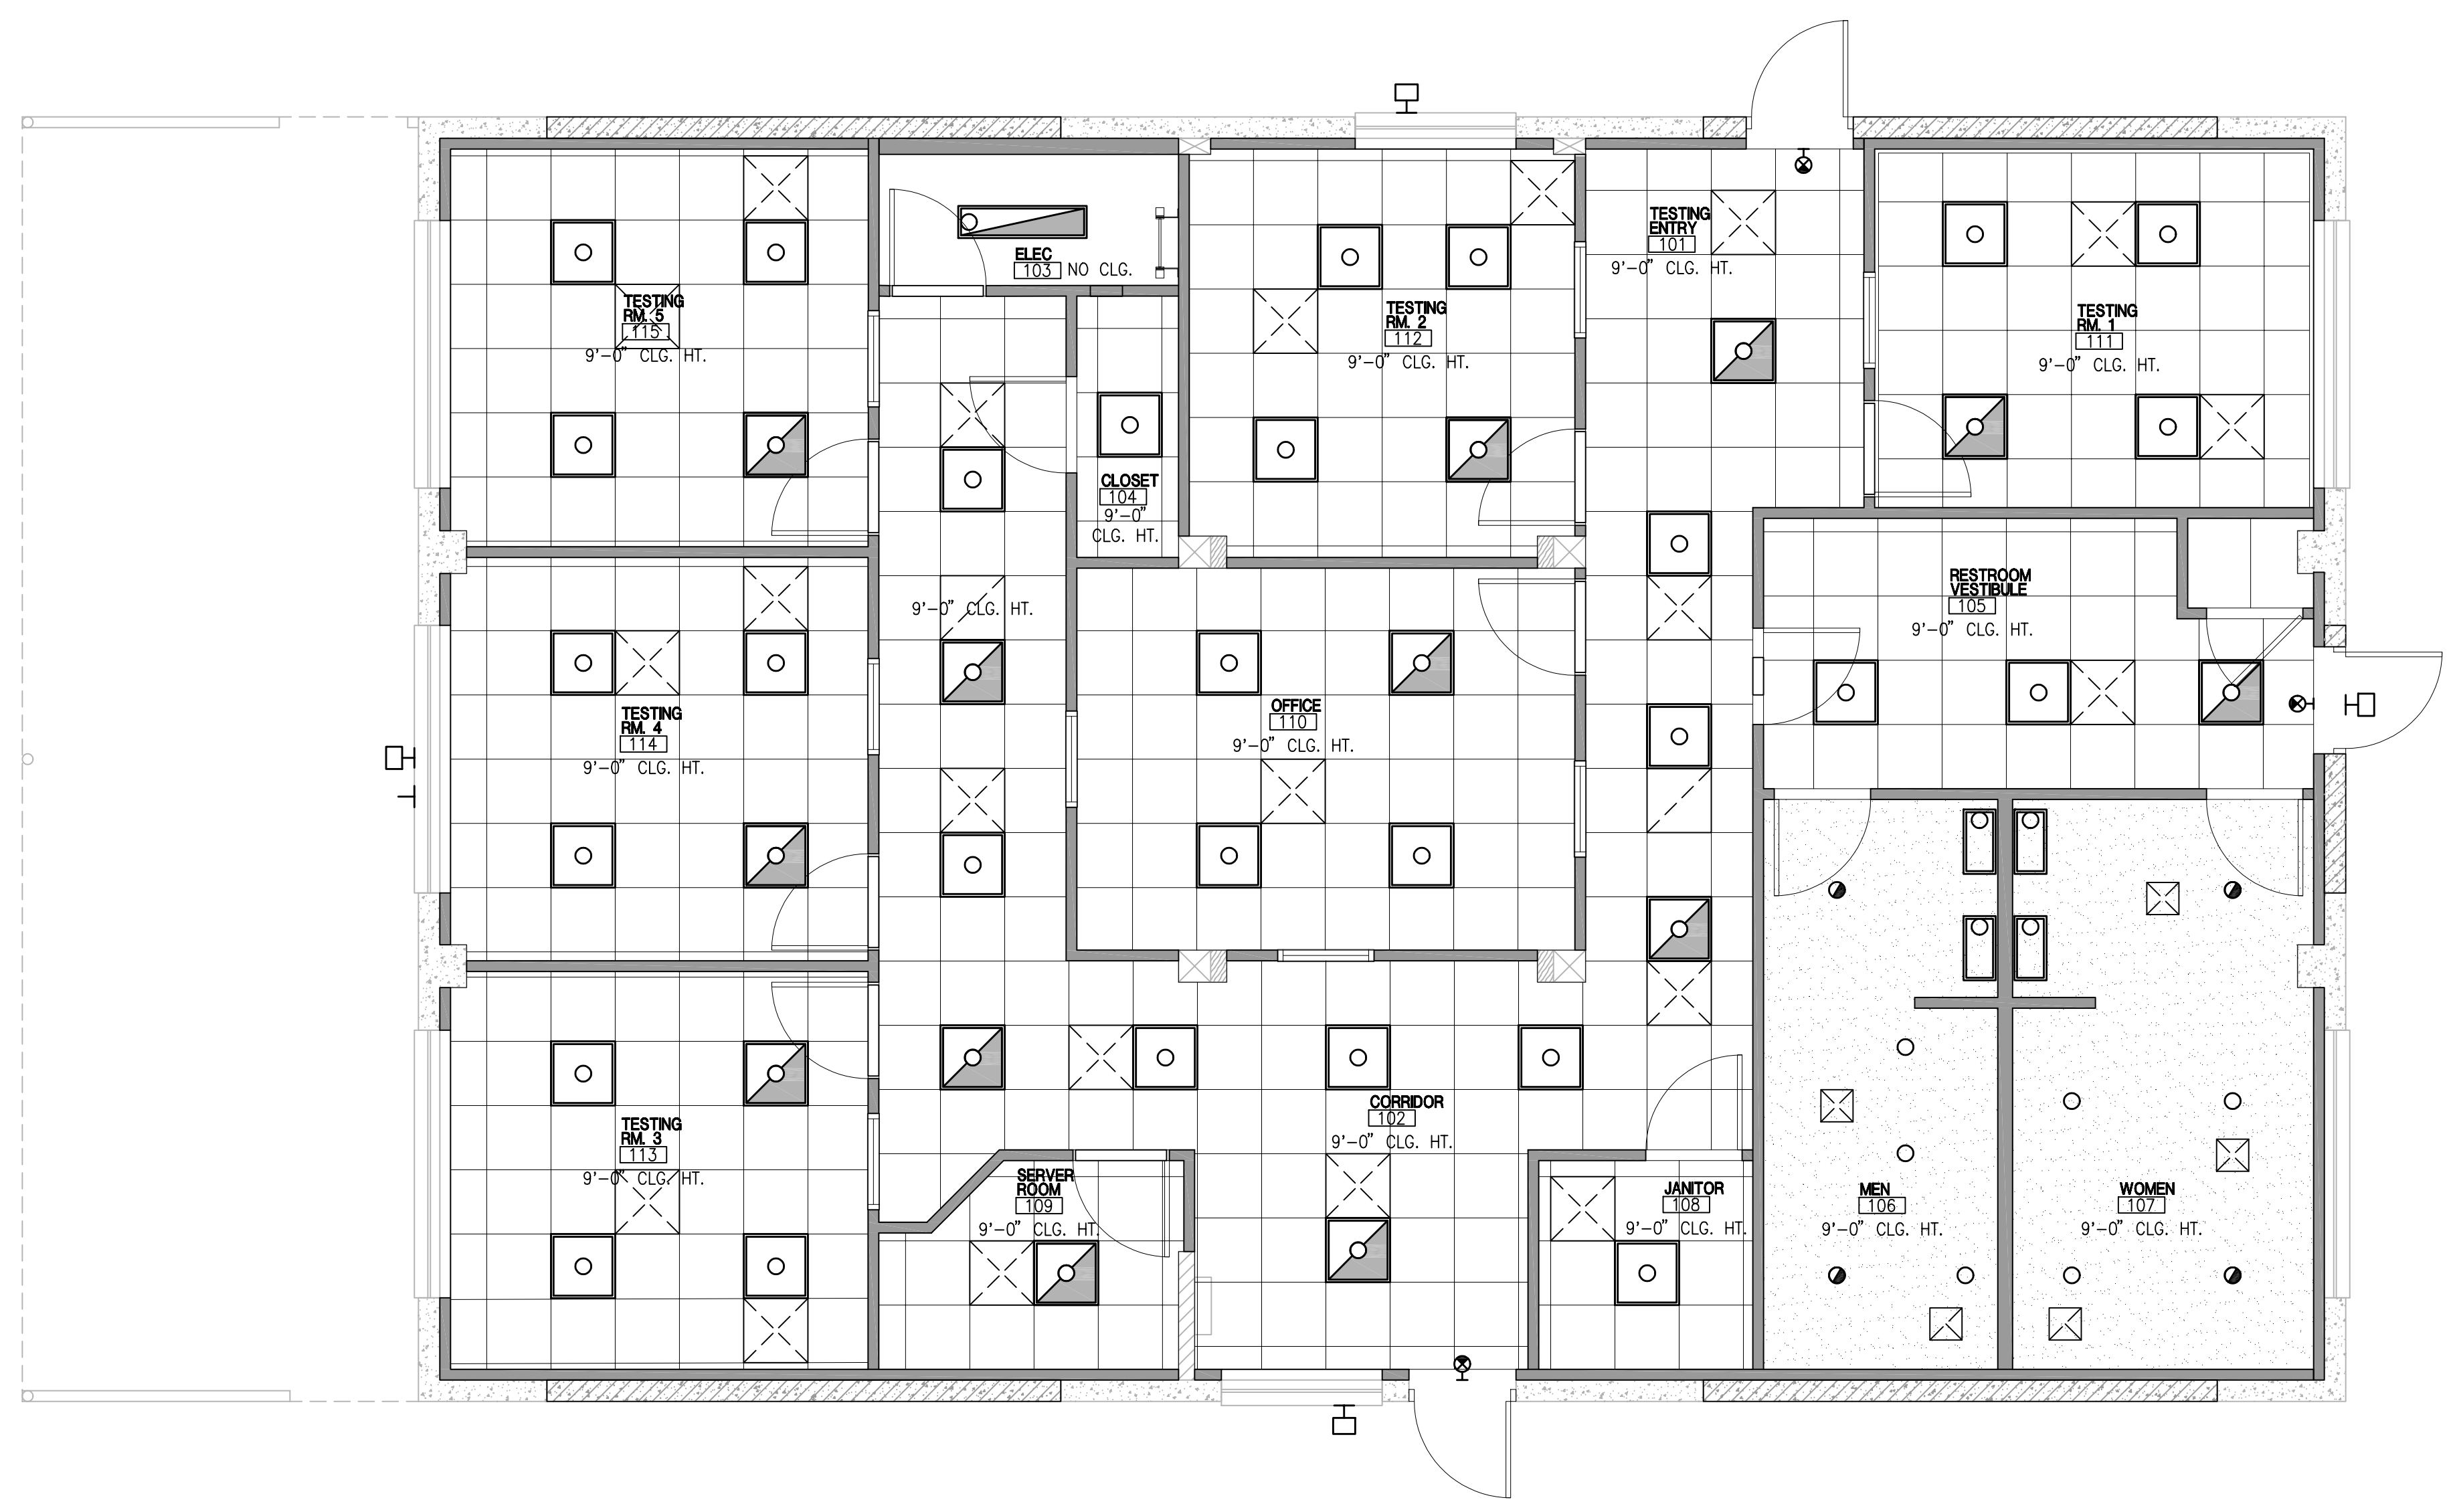 TESTING
ENTRY
101
9'-0" CLG. HT.
ELEC
103 NO CLG.
TESTING
RM. 5
115
9'-0" CLG. HT.
TESTING
RM. 2
112
9'-0" CLG. HT.
TESTING
RM. 1
111
9'-0" CLG. HT.
CLOSET
104
9'-0"
CLG. HT.
RESTROOM
VESTIBULE
105
9'-0" CLG. HT.
9'-0" CLG. HT.
TESTING
RM. 4
114
9'-0" CLG. HT.
OFFICE
110
9'-0" CLG. HT.
CORRIDOR
102
9'-0" CLG. HT.
TESTING
RM. 3
113
9'-0" CLG. HT.
SERVER
ROOM
109
9'-0" CLG. HT.
JANITOR
108
9'-0" CLG. HT.
MEN
106
9'-0" CLG. HT.
WOMEN
107
9'-0" CLG. HT.